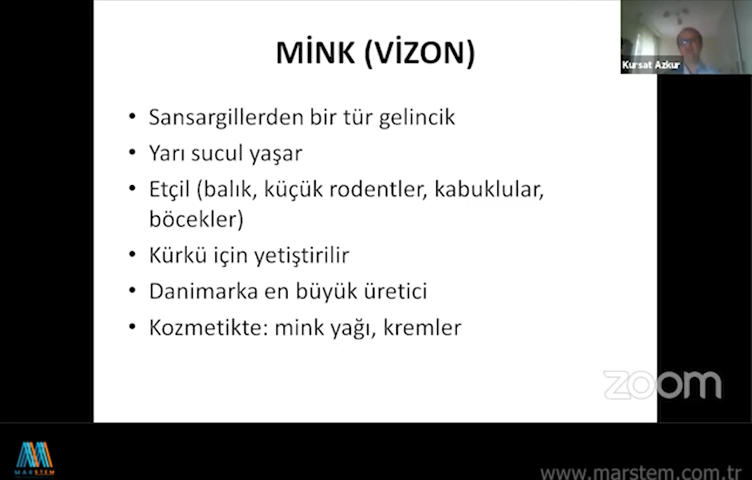 MİNK (VİZON)
Kursat Azkur
• Sansargillerden bir tür gelincik
• Yarı sucul yaşar
• Etçil (balık, küçük rodentler, kabuklular,
böcekler)
• Kürkü için yetiştirilir
• Danimarka en büyük üretici
• Kozmetikte: mink yağı, kremler
zoom
MARSTEM
www.marstem.com.tr